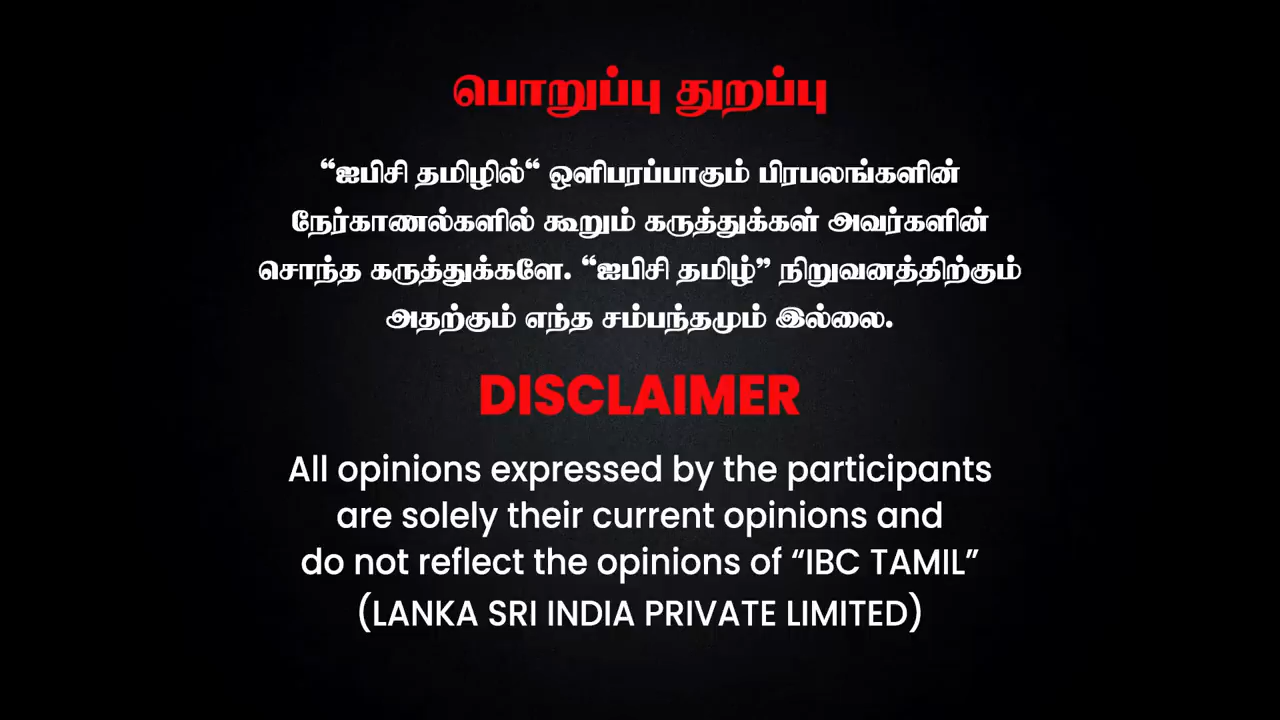 பொறுப்பு துறப்பு
“ஐபிசி தமிழில்“ ஒளிபரப்பாகும் பிரபலங்களின்
நேர்காணல்களில் கூறும் கருத்துக்கள் அவர்களின்
சொந்த கருத்துக்களே. “ஐபிசி தமிழ்” நிறுவனத்திற்கும்
அதற்கும் எந்த சம்பந்தமும் இல்லை.
DISCLAIMER
All opinions expressed by the participants
are solely their current opinions and
do not reflect the opinions of “IBC TAMIL”
(LANKA SRI INDIA PRIVATE LIMITED)